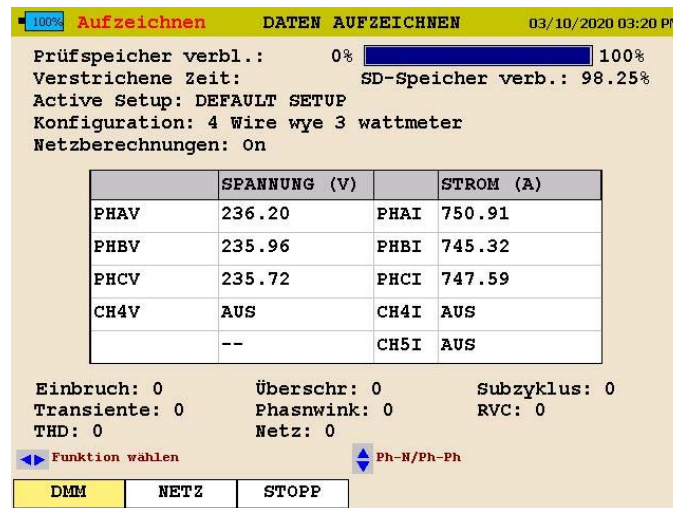 100% Aufzeichnen DATEN AUFZEICHNEN 03/10/2020 03:20 PM
Prüfspeicher verbl.: 0% 100%
Verstrichene Zeit: SD-Speicher verb.: 98.25%
Active Setup: DEFAULT SETUP
Konfiguration: 4 Wire wye 3 wattmeter
Netzberechnungen: On
SPANNUNG (V) STROM (A)
PHAV 236.20 PHAI 750.91
PHBV 235.96 PHBI 745.32
PHCV 235.72 PHCI 747.59
CH4V AUS CH4I AUS
-- CH5I AUS
Einbruch: 0 Überschr: 0 Subzyklus: 0
Transiente: 0 Phasnwink: 0 RVC: 0
THD: 0 Netz: 0
Funktion wählen Ph-N/Ph-Ph
DMM NETZ STOPP